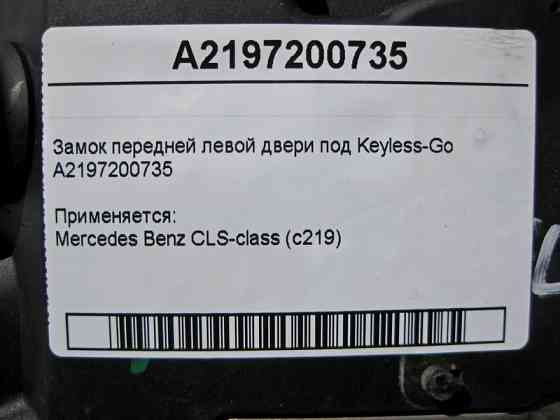 A2197200735
Замок передней левой двери под Keyless-Go
A2197200735
Применяется:
Mercedes Benz CLS-class (c219)